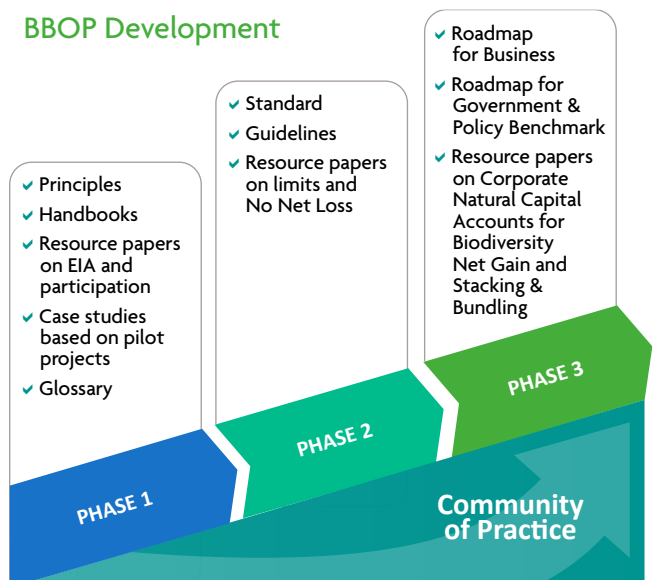 BBOP Development
Principles
Handbooks
Resource papers
on EIA and
participation
Case studies
based on pilot
projects
Glossary
Standard
Guidelines
Resource papers
on limits and
No Net Loss
Roadmap
for Business
Roadmap for
Government &
Policy Benchmark
Resource papers
on Corporate
Natural Capital
Accounts for
Biodiversity
Net Gain and
Stacking &
Bundling
PHASE 1
PHASE 2
PHASE 3
Community
of Practice